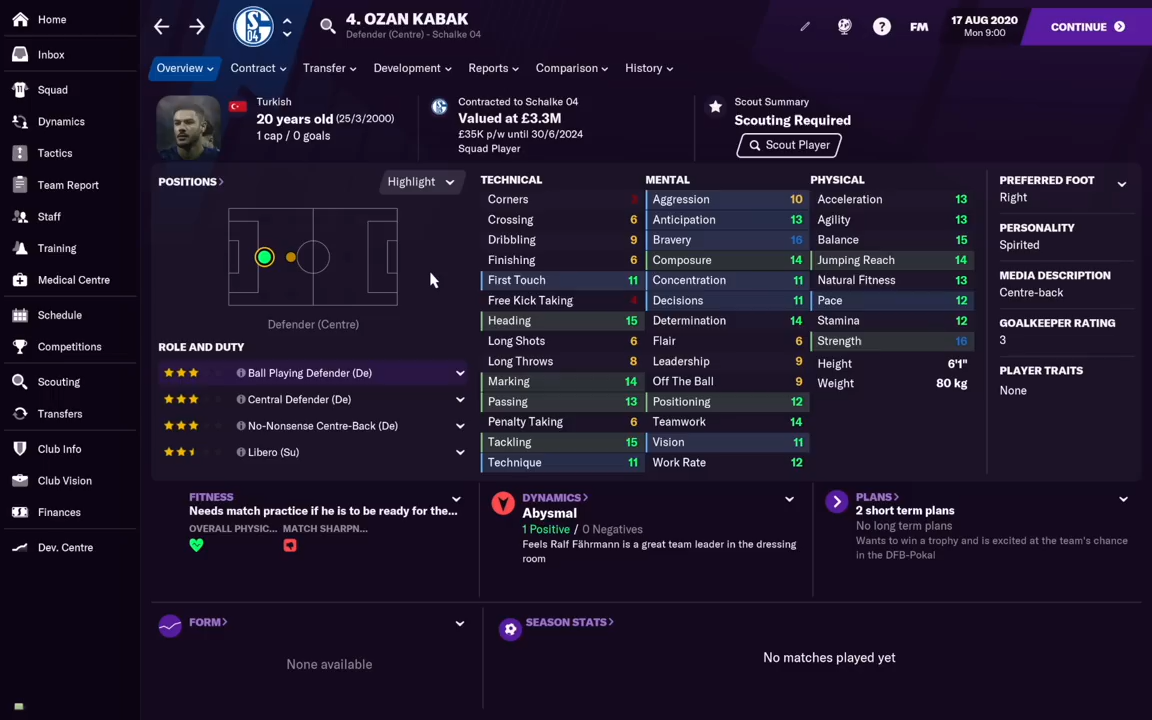 Home
Inbox
Squad
Dynamics
Tactics
Team Report
Staff
Training
Medical Centre
Schedule
Competitions
Scouting
Transfers
Club Info
Club Vision
Finances
Dev. Centre
4. OZAN KABAK
Defender (Centre) - Schalke 04
?
FM
17 AUG 2020
Mon 9:00
CONTINUE
Overview
Contract
Transfer
Development
Reports
Comparison
History
Turkish
20 years old (25/3/2000)
1 cap / 0 goals
Contracted to Schalke 04
Valued at £3.3M
£35K p/w until 30/6/2024
Squad Player
Scout Summary
Scouting Required
Scout Player
POSITIONS
Highlight
Defender (Centre)
ROLE AND DUTY
Ball Playing Defender (De)
Central Defender (De)
No-Nonsense Centre-Back (De)
Libero (Su)
TECHNICAL
Corners
Crossing 6
Dribbling 9
Finishing 6
First Touch 11
Free Kick Taking 4
Heading 15
Long Shots 6
Long Throws 8
Marking 14
Passing 13
Penalty Taking 6
Tackling 15
Technique 11
MENTAL
Aggression 10
Anticipation 13
Bravery 16
Composure 14
Concentration 11
Decisions 11
Determination 14
Flair 6
Leadership 9
Off The Ball 9
Positioning 12
Teamwork 14
Vision 11
Work Rate 12
PHYSICAL
Acceleration 13
Agility 13
Balance 15
Jumping Reach 14
Natural Fitness 13
Pace 12
Stamina 12
Strength 16
Height 6'1"
Weight 80 kg
PREFERRED FOOT
Right
PERSONALITY
Spirited
MEDIA DESCRIPTION
Centre-back
GOALKEEPER RATING
3
PLAYER TRAITS
None
FITNESS
Needs match practice if he is to be ready for the...
OVERALL PHYSIC...
MATCH SHARPN...
DYNAMICS
Abysmal
1 Positive / 0 Negatives
Feels Ralf Fährmann is a great team leader in the dressing
room
PLANS
2 short term plans
No long term plans
Wants to win a trophy and is excited at the team's chance
in the DFB-Pokal
FORM
None available
SEASON STATS
No matches played yet